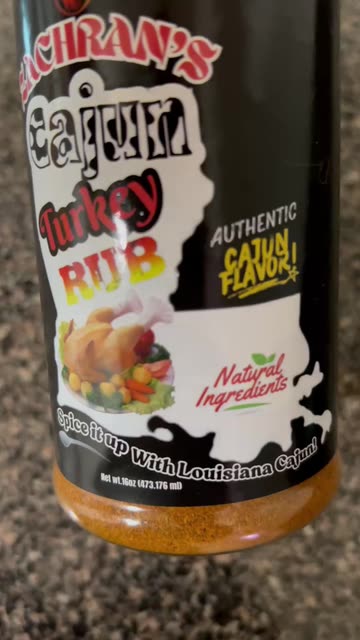 Cajun
Turkey
RUB
AUTHENTIC
CAJUN
FLAVOR!
Natural
Ingredients
Spice it up With Louisiana Cajun!
Net wt.16oz (473.176 ml)